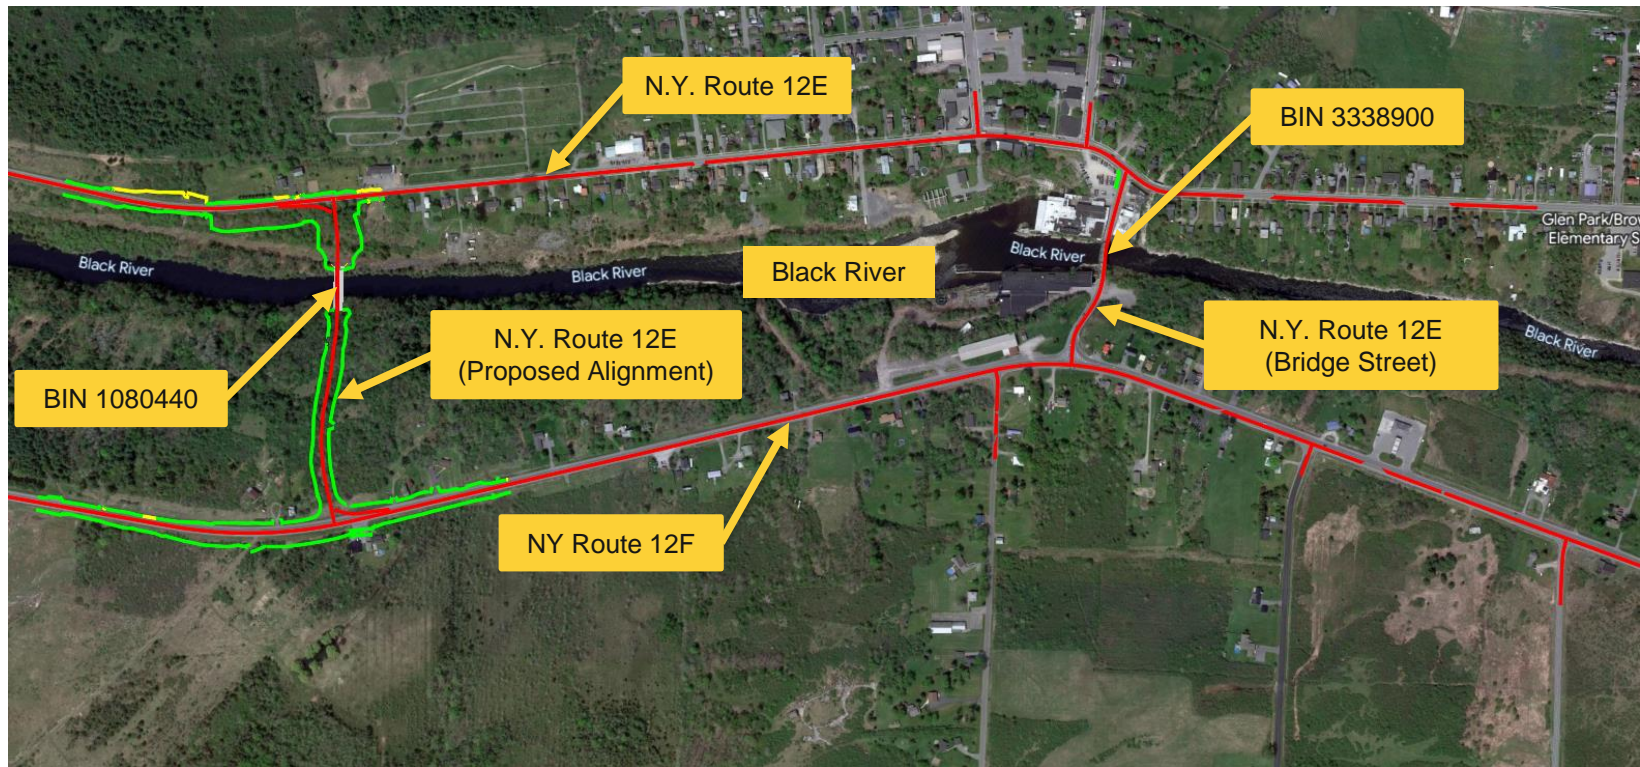 N.Y. Route 12E
BIN 3338900
Glen Park/Bro
Elementary S
Black River
Black River
Black River
Black River
N.Y. Route 12E
(Proposed Alignment)
N.Y. Route 12E
(Bridge Street)
Black River
BIN 1080440
NY Route 12F